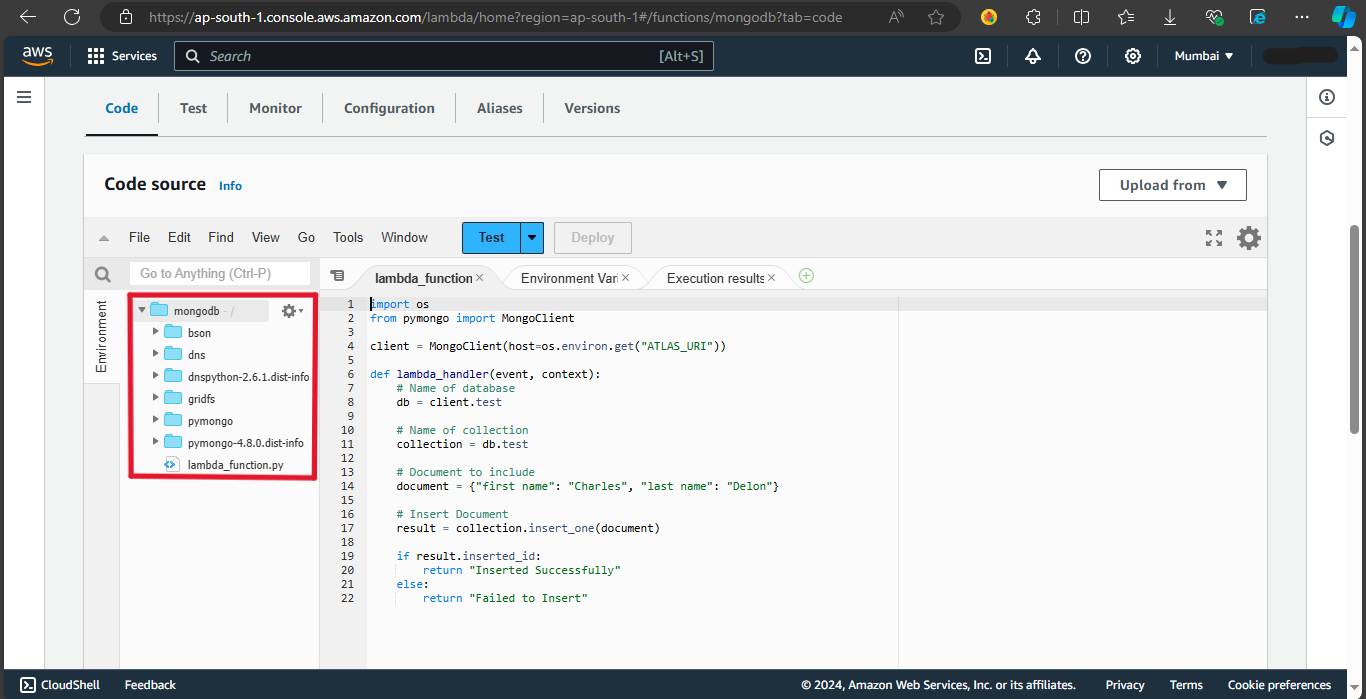 https://ap-south-1.console.aws.amazon.com/lambda/home?region=ap-south-1#/functions/mongodb?tab=code
aws Services Search [Alt+S] Mumbai
Code Test Monitor Configuration Aliases Versions
Code source Info Upload from
File Edit Find View Go Tools Window Test Deploy
Go to Anything (Ctrl-P) lambda_function Environment Vari Execution results
Environment
mongodb - /
bson
dns
dnspython-2.6.1.dist-info
gridfs
pymongo
pymongo-4.8.0.dist-info
lambda_function.py
1 import os
2 from pymongo import MongoClient
3
4 client = MongoClient(host=os.environ.get("ATLAS_URI"))
5
6 def lambda_handler(event, context):
7     # Name of database
8     db = client.test
9
10     # Name of collection
11     collection = db.test
12
13     # Document to include
14     document = {"first name": "Charles", "last name": "Delon"}
15
16     # Insert Document
17     result = collection.insert_one(document)
18
19     if result.inserted_id:
20         return "Inserted Successfully"
21     else:
22         return "Failed to Insert"
CloudShell Feedback © 2024, Amazon Web Services, Inc. or its affiliates. Privacy Terms Cookie preferences